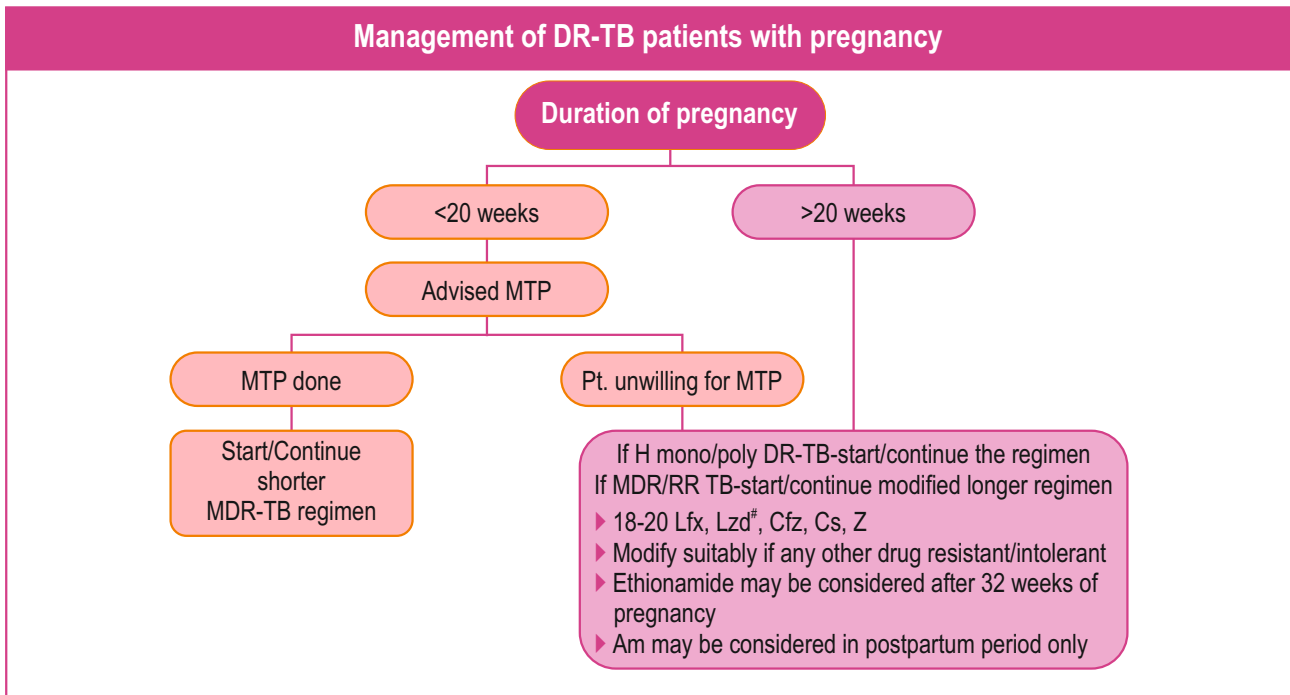 Management of DR-TB patients with pregnancy
Duration of pregnancy
<20 weeks
>20 weeks
Advised MTP
MTP done
Pt. unwilling for MTP
Start/Continue
shorter
MDR-TB regimen
If H mono/poly DR-TB-start/continue the regimen
If MDR/RR TB-start/continue modified longer regimen
18-20 Lfx, Lzd#, Cfz, Cs, Z
Modify suitably if any other drug resistant/intolerant
Ethionamide may be considered after 32 weeks of
pregnancy
Am may be considered in postpartum period only